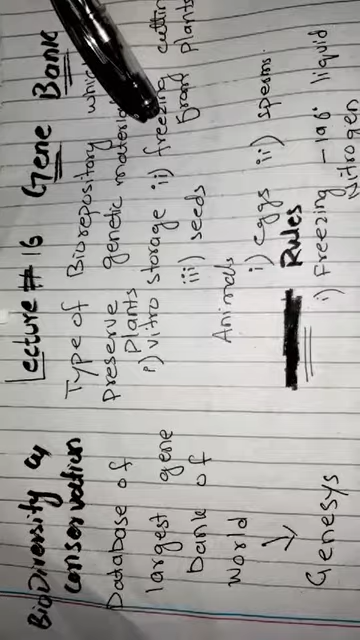 Biodiversity &
conservation
Database of
largest gene
bank of
world
↓
Genesys
Lecture # 16 Gene Bank
Type of Biorepository which
preserve genetic material
Plants
i) vitro storage ii) freezing cutting
from plants
iii) seeds
Animals
i) eggs ii) sperms.
Rules
i) Freezing -196° liquid
Nitrogen